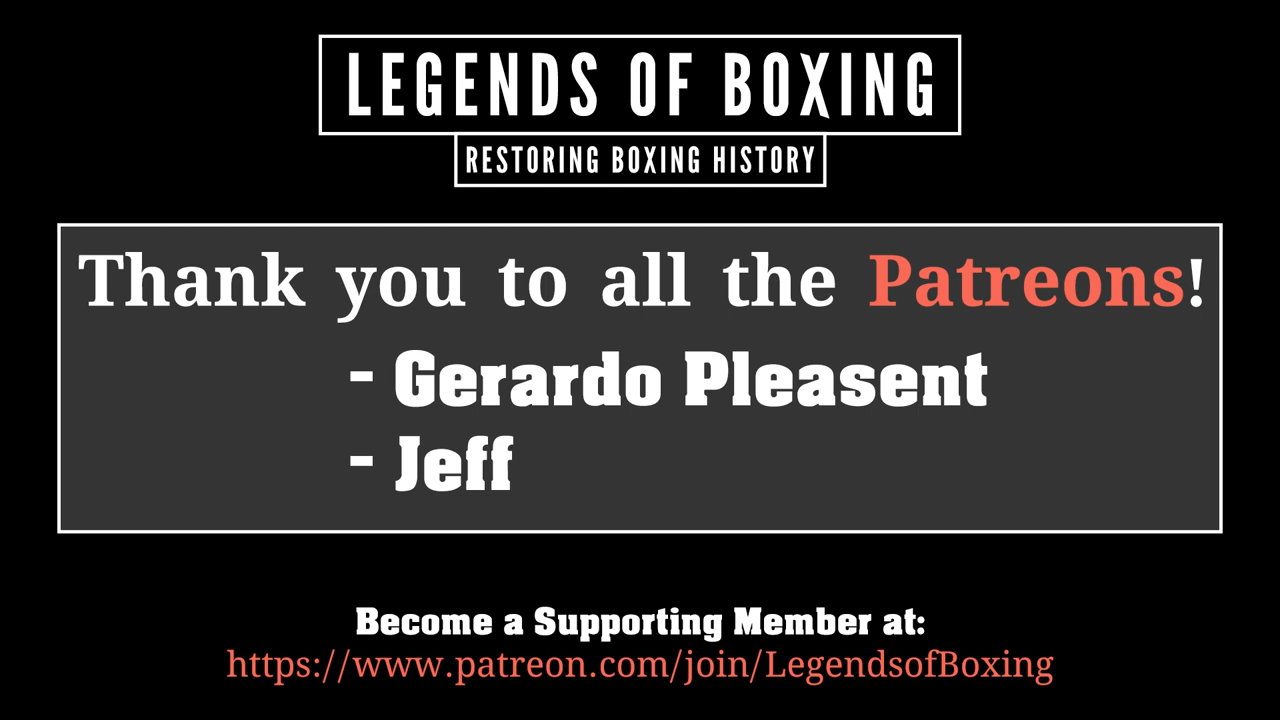 LEGENDS OF BOXING
RESTORING BOXING HISTORY
Thank you to all the Patreons!
- Gerardo Pleasent
- Jeff
Become a Supporting Member at:
https://www.patreon.com/join/LegendsofBoxing